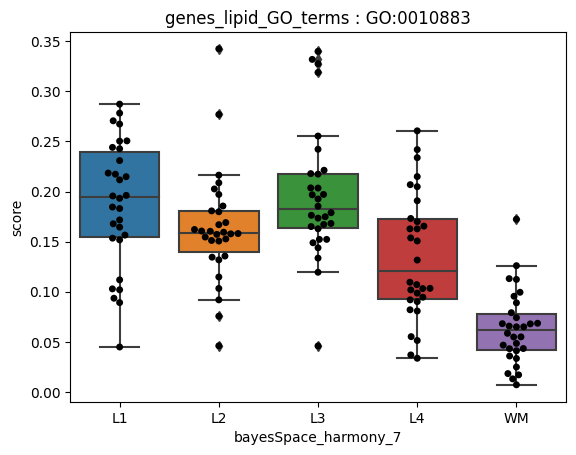 genes_lipid_GO_terms : GO:0010883
0.35
0.30
0.25
0.20
0.15
0.10
0.05
0.00
score
L1 L2 L3 L4 WM
bayesSpace_harmony_7